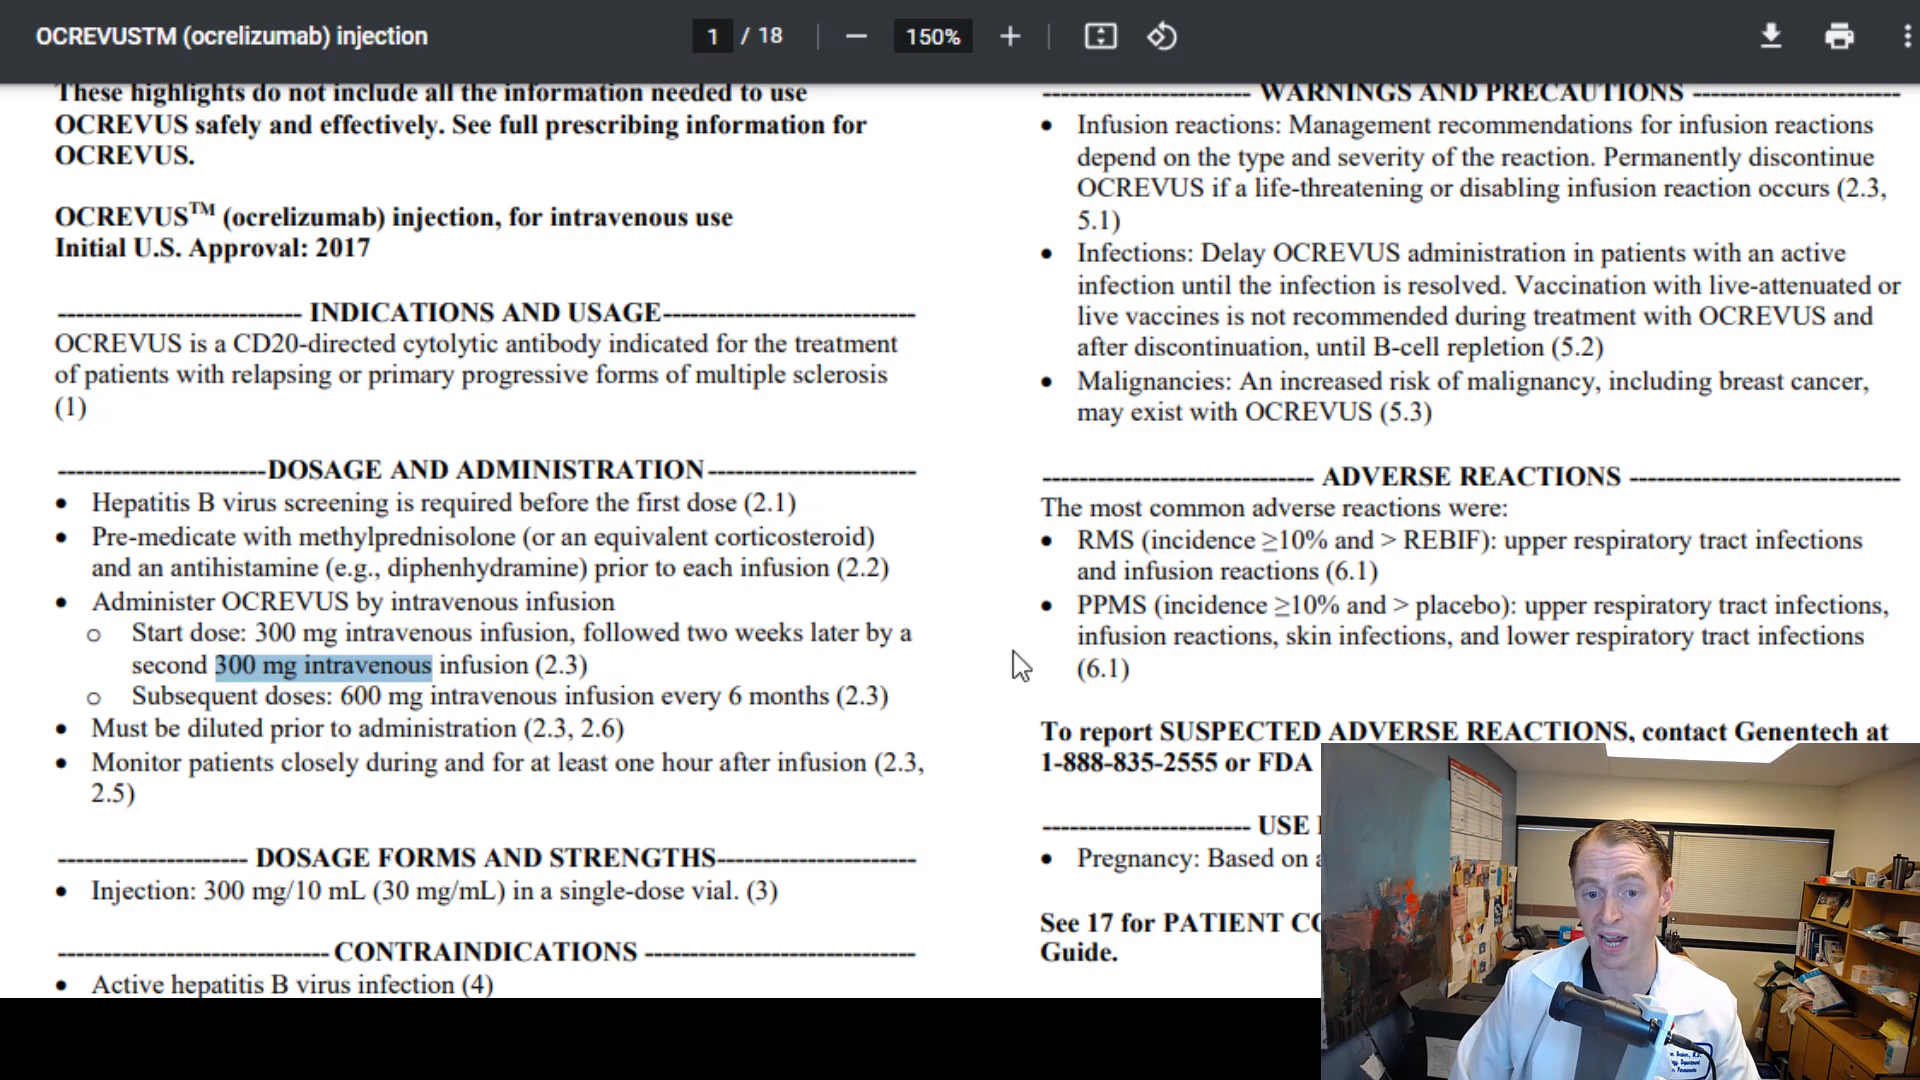 OCREVUSTM (ocrelizumab) injection
1 / 18
150%
These highlights do not include all the information needed to use
OCREVUS safely and effectively. See full prescribing information for
OCREVUS.
OCREVUS™ (ocrelizumab) injection, for intravenous use
Initial U.S. Approval: 2017
--------------------------- INDICATIONS AND USAGE----------------------------
OCREVUS is a CD20-directed cytolytic antibody indicated for the treatment
of patients with relapsing or primary progressive forms of multiple sclerosis
(1)
-----------------------DOSAGE AND ADMINISTRATION-----------------------
• Hepatitis B virus screening is required before the first dose (2.1)
• Pre-medicate with methylprednisolone (or an equivalent corticosteroid)
and an antihistamine (e.g., diphenhydramine) prior to each infusion (2.2)
• Administer OCREVUS by intravenous infusion
o Start dose: 300 mg intravenous infusion, followed two weeks later by a
second 300 mg intravenous infusion (2.3)
o Subsequent doses: 600 mg intravenous infusion every 6 months (2.3)
• Must be diluted prior to administration (2.3, 2.6)
• Monitor patients closely during and for at least one hour after infusion (2.3,
2.5)
--------------------- DOSAGE FORMS AND STRENGTHS----------------------
• Injection: 300 mg/10 mL (30 mg/mL) in a single-dose vial. (3)
------------------------------ CONTRAINDICATIONS ------------------------------
• Active hepatitis B virus infection (4)
----------------------- WARNINGS AND PRECAUTIONS -----------------------
• Infusion reactions: Management recommendations for infusion reactions
depend on the type and severity of the reaction. Permanently discontinue
OCREVUS if a life-threatening or disabling infusion reaction occurs (2.3,
5.1)
• Infections: Delay OCREVUS administration in patients with an active
infection until the infection is resolved. Vaccination with live-attenuated or
live vaccines is not recommended during treatment with OCREVUS and
after discontinuation, until B-cell repletion (5.2)
• Malignancies: An increased risk of malignancy, including breast cancer,
may exist with OCREVUS (5.3)
------------------------------ ADVERSE REACTIONS ------------------------------
The most common adverse reactions were:
• RMS (incidence ≥10% and > REBIF): upper respiratory tract infections
and infusion reactions (6.1)
• PPMS (incidence ≥10% and > placebo): upper respiratory tract infections,
infusion reactions, skin infections, and lower respiratory tract infections
(6.1)
To report SUSPECTED ADVERSE REACTIONS, contact Genentech at
1-888-835-2555 or FDA
----------------------- USE
• Pregnancy: Based on
See 17 for PATIENT CO
Guide.